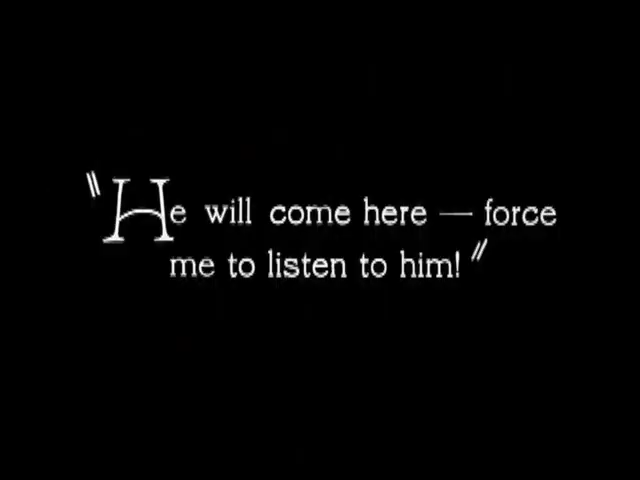 "He will come here — force
me to listen to him!"